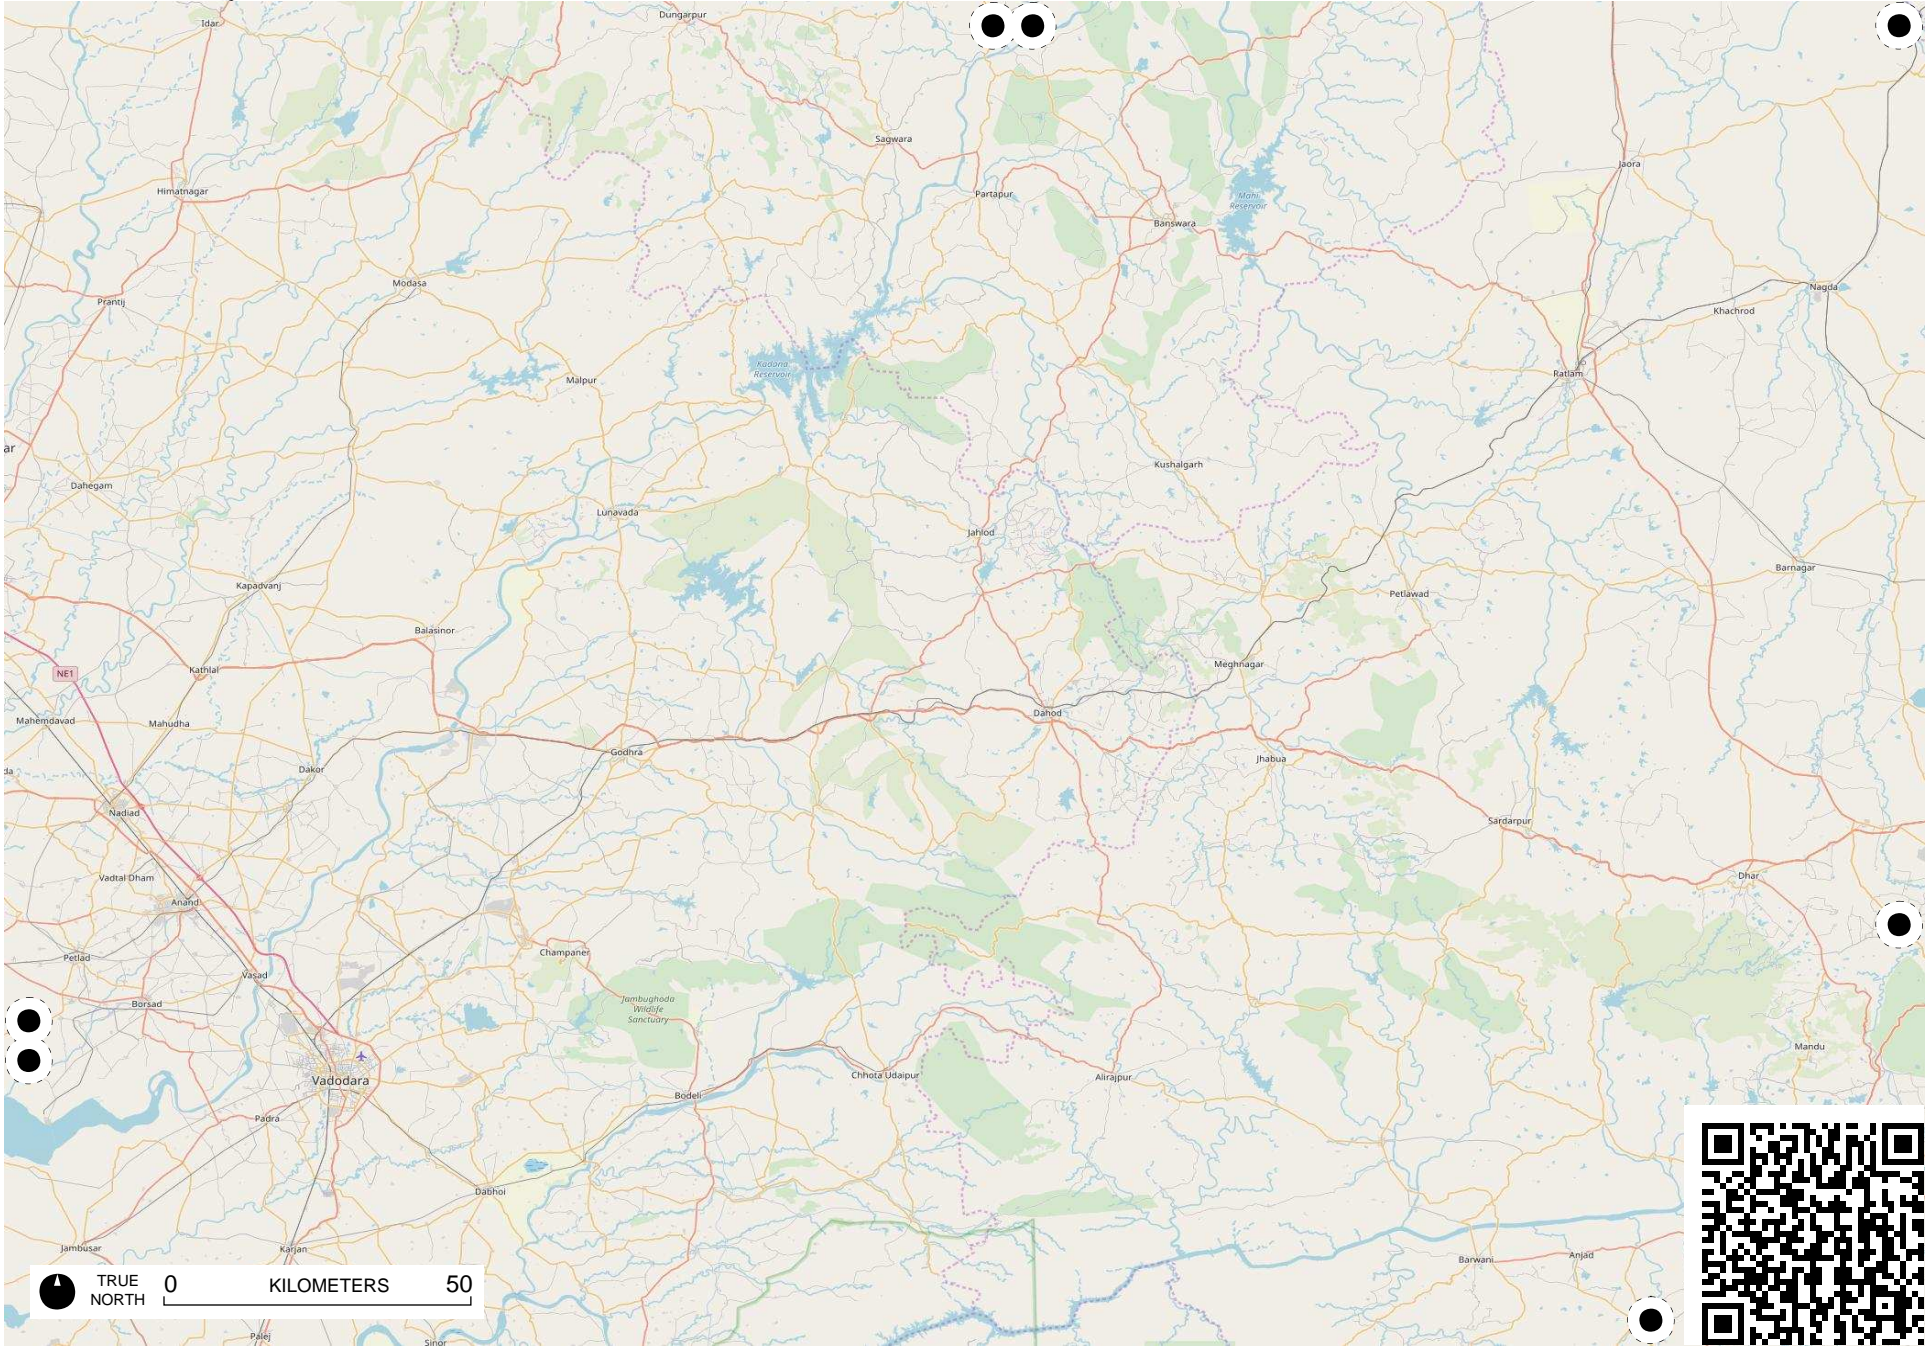 Idar
Dungarpur
Sagwara
Jaora
Himatnagar
Partapur
Mahi
Reservoir
Banswara
Modasa
Nagda
Prantij
Khachrod
Kadana
Reservoir
Malpur
Ratlam
ar
Kushalgarh
Dahegam
Lunavada
Jahlod
Barnagar
Kapadvanj
Petlawad
Balasinor
Meghnagar
Kathlal
NE1
Dahod
Mahemdavad
Mahudha
Godhra
Jhabua
Dakor
da
Nadiad
Sardarpur
Vadtal Dham
Dhar
Anand
Champaner
Petlad
Vasad
Jambughoda
Wildlife
Sanctuary
Borsad
Mandu
Vadodara
Chhota Udaipur
Alirajpur
Bodeli
Padra
Dabhoi
Jambusar
Karjan
Anjad
Barwani
TRUE
NORTH
0 KILOMETERS 50
Palej
Sinor